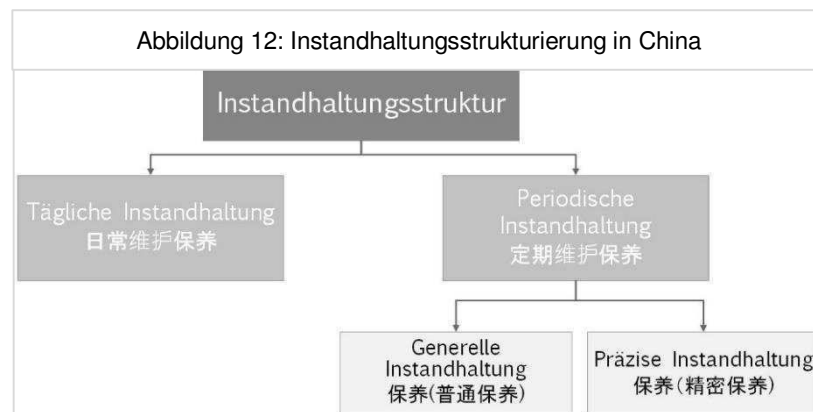 Abbildung 12: Instandhaltungsstrukturierung in China
Instandhaltungsstruktur
Tägliche Instandhaltung
日常维护保养
Periodische
Instandhaltung
定期维护保养
Generelle
Instandhaltung
保养(普通保养)
Präzise Instandhaltung
保养(精密保养)